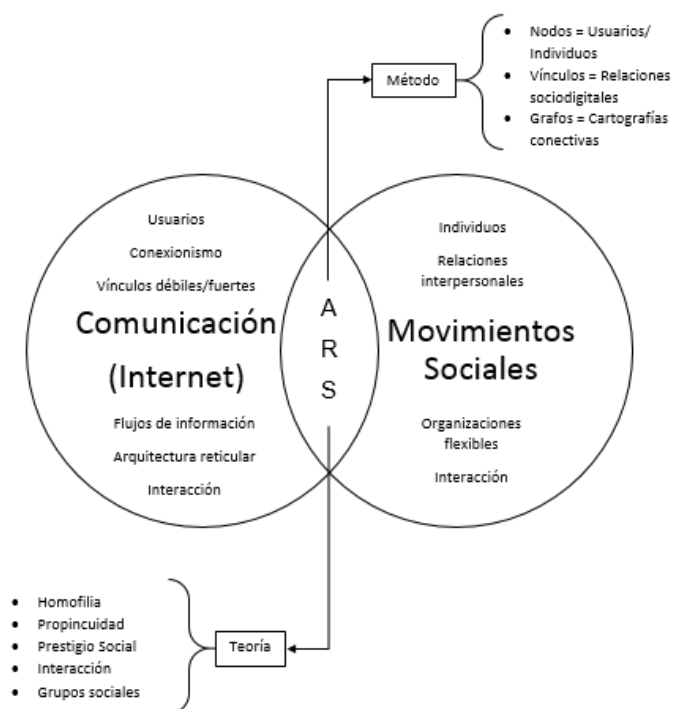 Método
Nodos = Usuarios/
Individuos
Vínculos = Relaciones
sociodigitales
Grafos = Cartografías
conectivas
Usuarios
Conexionismo
Vínculos débiles/fuertes
Comunicación
(Internet)
Flujos de información
Arquitectura reticular
Interacción
A
R
S
Individuos
Relaciones
interpersonales
Movimientos
Sociales
Organizaciones
flexibles
Interacción
Homofilia
Propincuidad
Prestigio Social
Interacción
Grupos sociales
Teoría